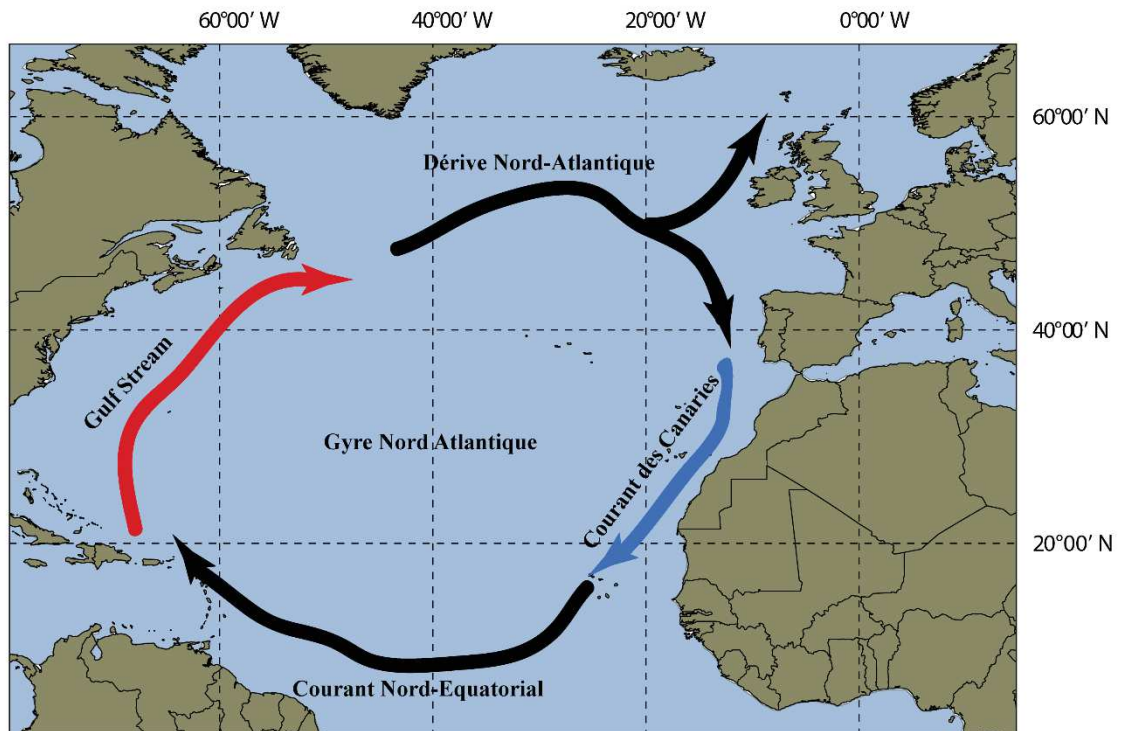 60°00’ W 40°00’ W 20°00’ W 0°00’ W
60°00’ N
Dérive Nord-Atlantique
40°00’ N
Gulf Stream
Courant des Canaries
Gyre Nord Atlantique
20°00’ N
Courant Nord-Equatorial